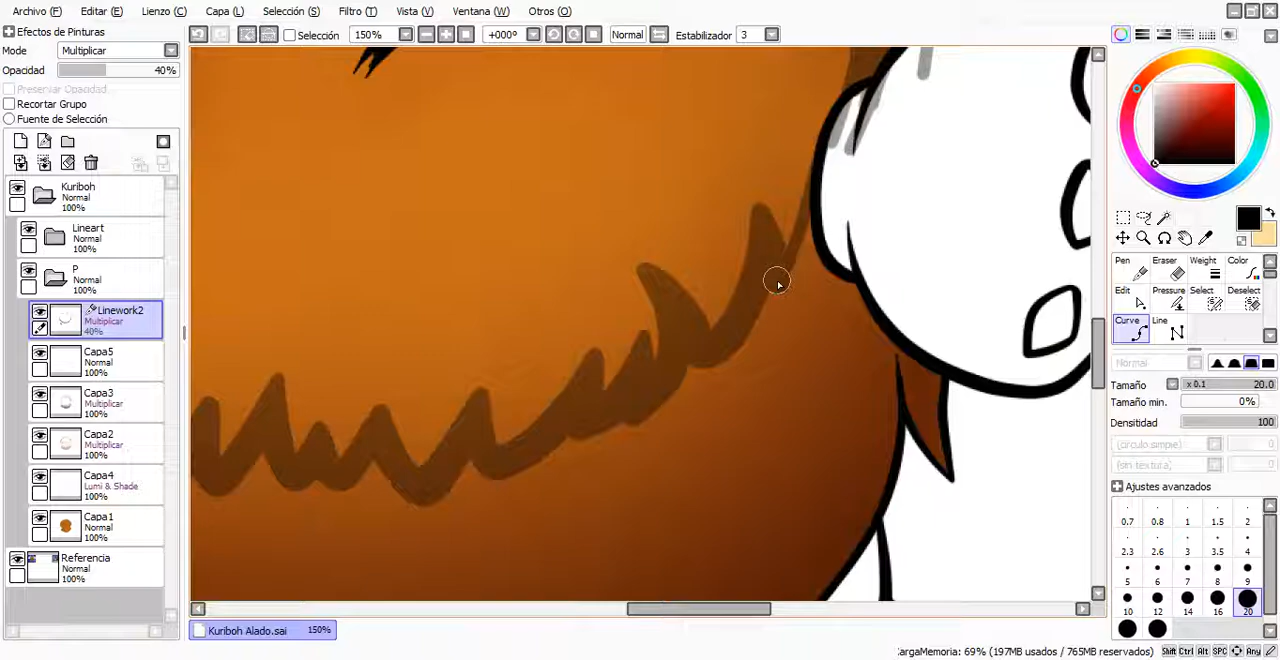 Archivo (F) Editar (E) Lienzo (C) Capa (L) Selección (S) Filtro (T) Vista (V) Ventana (W) Otros (O)
Efectos de Pinturas
Selección 150% +000º Normal Estabilizador 3
Modo Multiplicar
Opacidad 40%
Preservar Opacidad
Recortar Grupo
Fuente de Selección
Kuriboh
Normal
100%
Lineart
Normal
100%
P
Normal
100%
Linework2
Multiplicar
40%
Capa5
Normal
100%
Capa3
Multiplicar
100%
Capa2
Multiplicar
100%
Capa4
Lumi & Shade
100%
Capa1
Normal
100%
Referencia
Normal
100%
Pen Eraser Weight Color
Edit Pressure Select Deselect
Curve Line
Normal
Tamaño x 0.1 20.0
Tamaño min. 0%
Densitidad 100
(circulo simple) 0
(sin textura) 0
Ajustes avanzados
0.7 0.8 1 1.5 2
2.3 2.6 3 3.5 4
5 6 7 8 9
10 12 14 16 20
Kuriboh Alado.sai 150%
CargaMemoria: 69% (197MB usados / 765MB reservados) Shift Ctrl Alt SPC Any